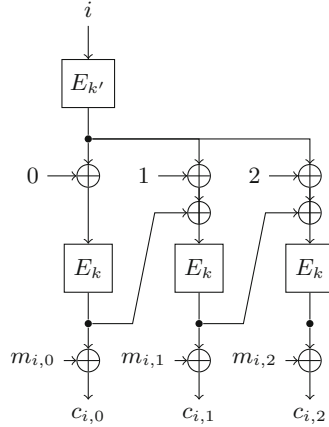 i
E_{k'}
0 1 2
E_k E_k E_k
m_{i,0} m_{i,1} m_{i,2}
c_{i,0} c_{i,1} c_{i,2}